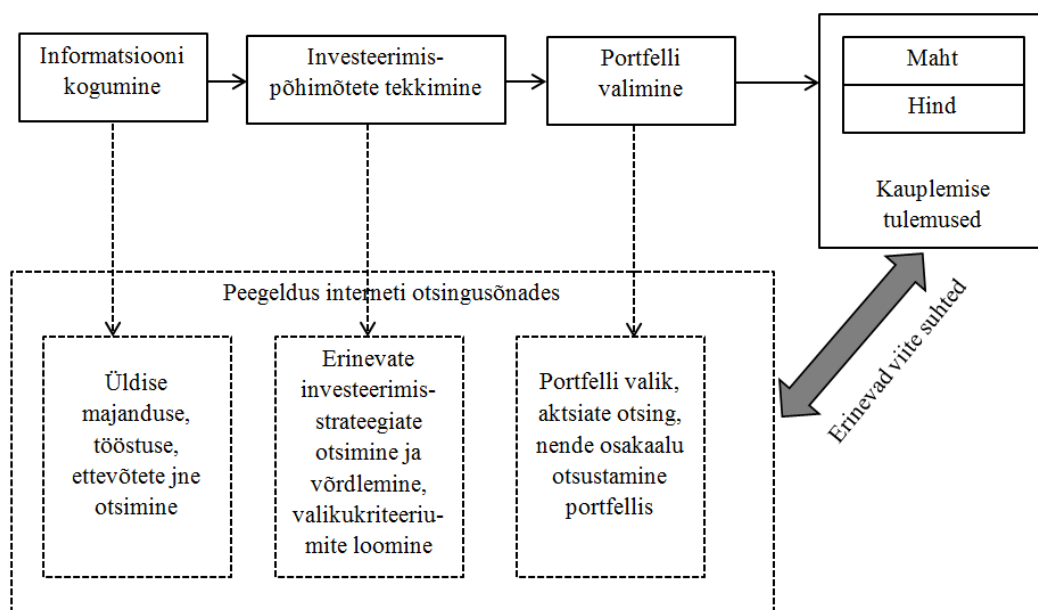 Informatsiooni
kogumine
Investeerimis-
põhimõtete tekkimine
Portfelli
valimine
Maht
Hind
Kauplemise
tulemused
Peegeldus interneti otsingusõnades
Üldise
majanduse,
tööstuse,
ettevõtete jne
otsimine
Erinevate
investeerimis-
strateegiate
otsimine ja
võrdlemine,
valikukriteeriu-
mite loomine
Portfelli valik,
aktsiate otsing,
nende osakaalu
otsustamine
portfellis
Erinevad viite suhted